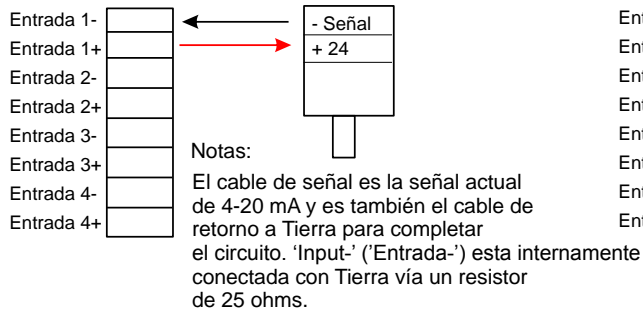 Entrada 1-
Entrada 1+
Entrada 2-
Entrada 2+
Entrada 3-
Entrada 3+
Entrada 4-
Entrada 4+
- Señal
+ 24
Notas:
El cable de señal es la señal actual
de 4-20 mA y es también el cable de
retorno a Tierra para completar
el circuito. ‘Input-’ (’Entrada-’) esta internamente
conectada con Tierra vía un resistor
de 25 ohms.